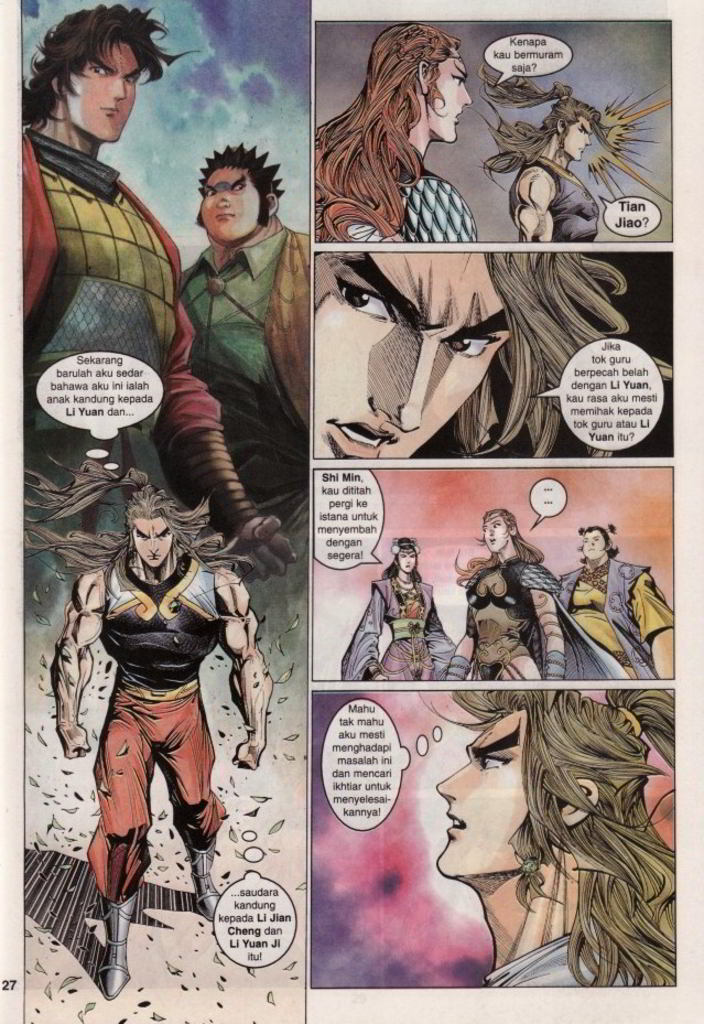 Sekarang
barulah aku sedar
bahawa aku ini ialah
anak kandung kepada
Li Yuan dan...
...saudara
kandung
kepada Li Jian
Cheng dan
Li Yuan Ji
itu!
Kenapa
kau bermuram
saja?
Tian
Jiao?
Jika
tok guru
berpecah belah
dengan Li Yuan,
kau rasa aku mesti
memihak kepada
tok guru atau Li
Yuan itu?
Shi Min,
kau dititah
pergi ke
istana untuk
menyembah
dengan
segera!
...
...
Mahu
tak mahu
aku mesti
menghadapi
masalah ini
dan mencari
ikhtiar untuk
menyelesai-
kannya!
27